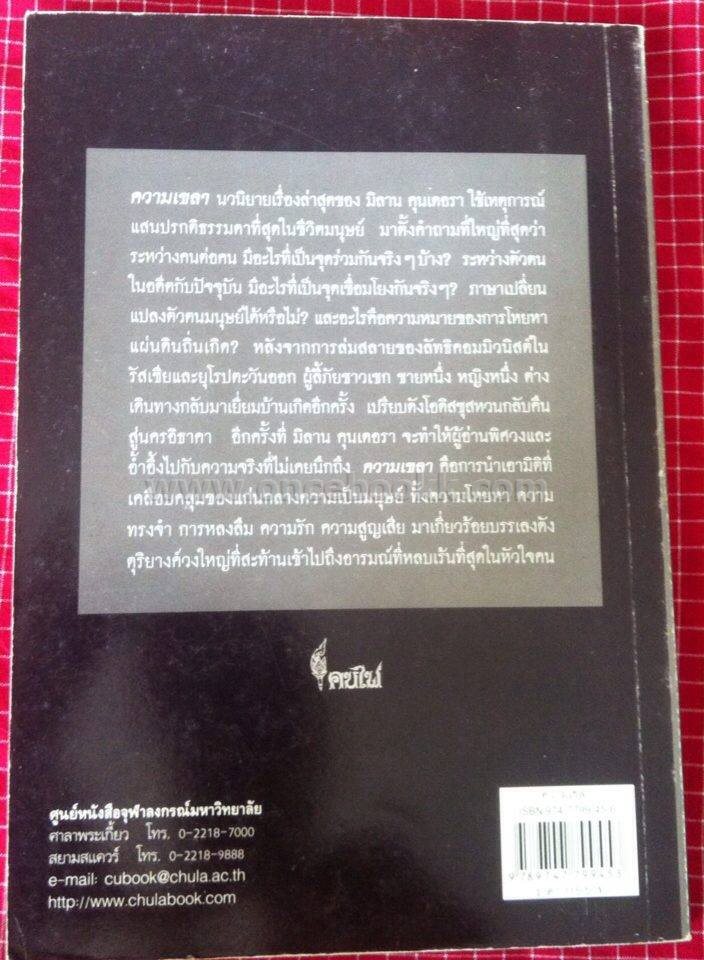 ความเขลา นวนิยายเรื่องล่าสุดของ มิลาน คุนเดอรา ใช้เหตุการณ์
แสนปรกติธรรมดาที่สุดในชีวิตมนุษย์ มาตั้งคำถามที่ใหญ่ที่สุดว่า
ระหว่างคนต่อคน มีอะไรที่เป็นจุดร่วมกันจริงๆ บ้าง? ระหว่างตัวตน
ในอดีตกับปัจจุบัน มีอะไรที่เป็นจุดเชื่อมโยงกันจริงๆ? ภาษาเปลี่ยน
แปลงตัวตนมนุษย์ได้หรือไม่? และอะไรคือความหมายของการโหยหา
แผ่นดินถิ่นเกิด? หลังจากการล่มสลายของลัทธิคอมมิวนิสต์ใน
รัสเซียและยุโรปตะวันออก ผู้ลี้ภัยชาวเชก ชายหนึ่ง หญิงหนึ่ง ต่าง
เดินทางกลับมาเยี่ยมบ้านเกิดอีกครั้ง เปรียบดังโอดิสซุสหวนกลับคืน
สู่นครอิธาคา อีกครั้งที่ มิลาน คุนเดอรา จะทำให้ผู้อ่านพิศวงและ
อ้ำอึ้งไปกับความจริงที่ไม่เคยนึกถึง ความเขลา คือการนำเอามิติที่
www.oncebooklk.com
เคลือบคลุมของแก่นกลางความเป็นมนุษย์ ทั้งความโหยหา ความ
ทรงจำ การหลงลืม ความรัก ความสูญเสีย มาเกี่ยวร้อยบรรเลงดัง
ดุริยางค์วงใหญ่ที่สะท้านเข้าไปถึงอารมณ์ที่หลบเร้นที่สุดในหัวใจคน
คบไฟ
ศูนย์หนังสือจุฬาลงกรณ์มหาวิทยาลัย
ศาลาพระเกี้ยว โทร. 0-2218-7000
สยามสแควร์ โทร. 0-2218-9888
e-mail: cubook@chula.ac.th
http://www.chulabook.com
9 789747 799453